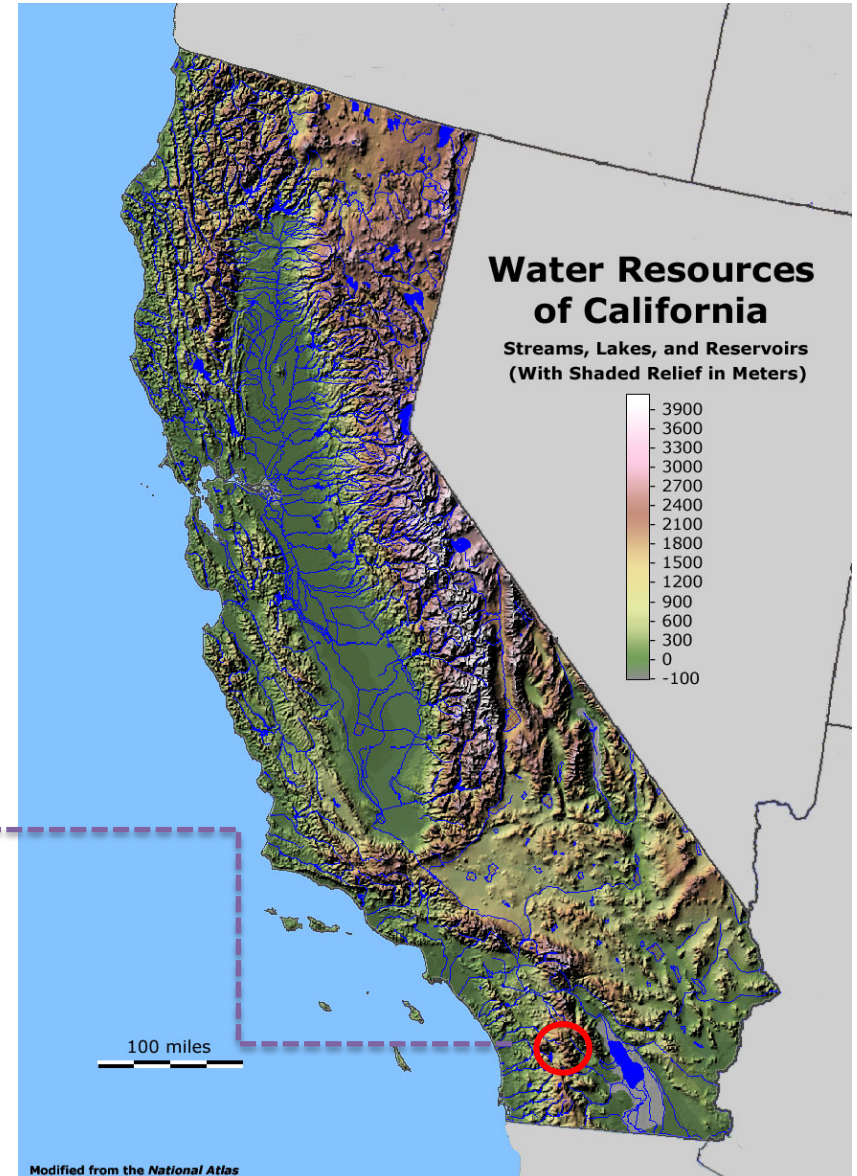 Water Resources
of California
Streams, Lakes, and Reservoirs
(With Shaded Relief in Meters)
3900
3600
3300
3000
2700
2400
2100
1800
1500
1200
900
600
300
0
-100
100 miles
Modified from the National Atlas